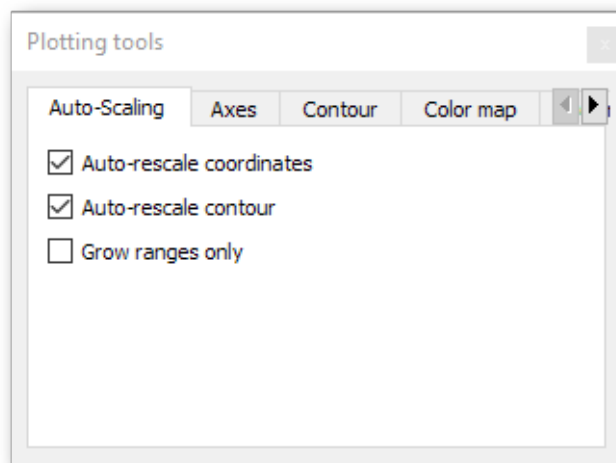 Plotting tools
x
Auto-Scaling Axes Contour Color map
Auto-rescale coordinates
Auto-rescale contour
Grow ranges only